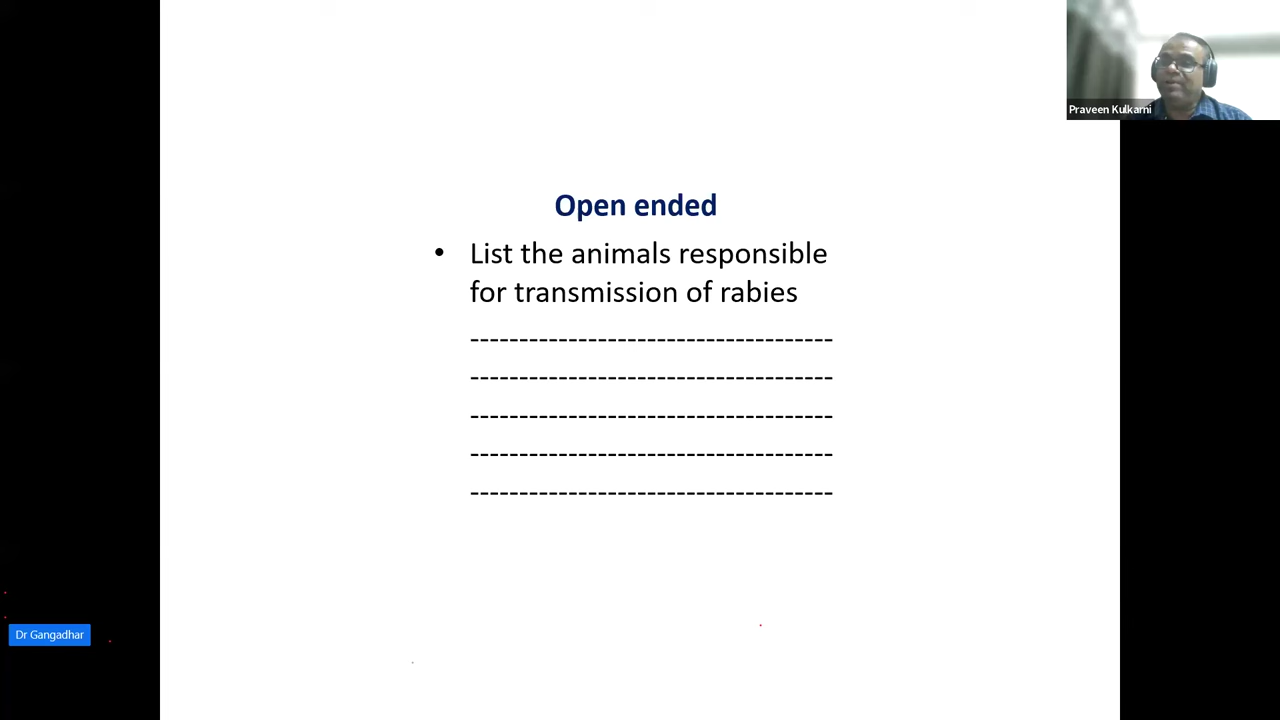 Praveen Kulkarni
Open ended
• List the animals responsible
for transmission of rabies
-------------------------------------
-------------------------------------
-------------------------------------
-------------------------------------
-------------------------------------
Dr Gangadhar